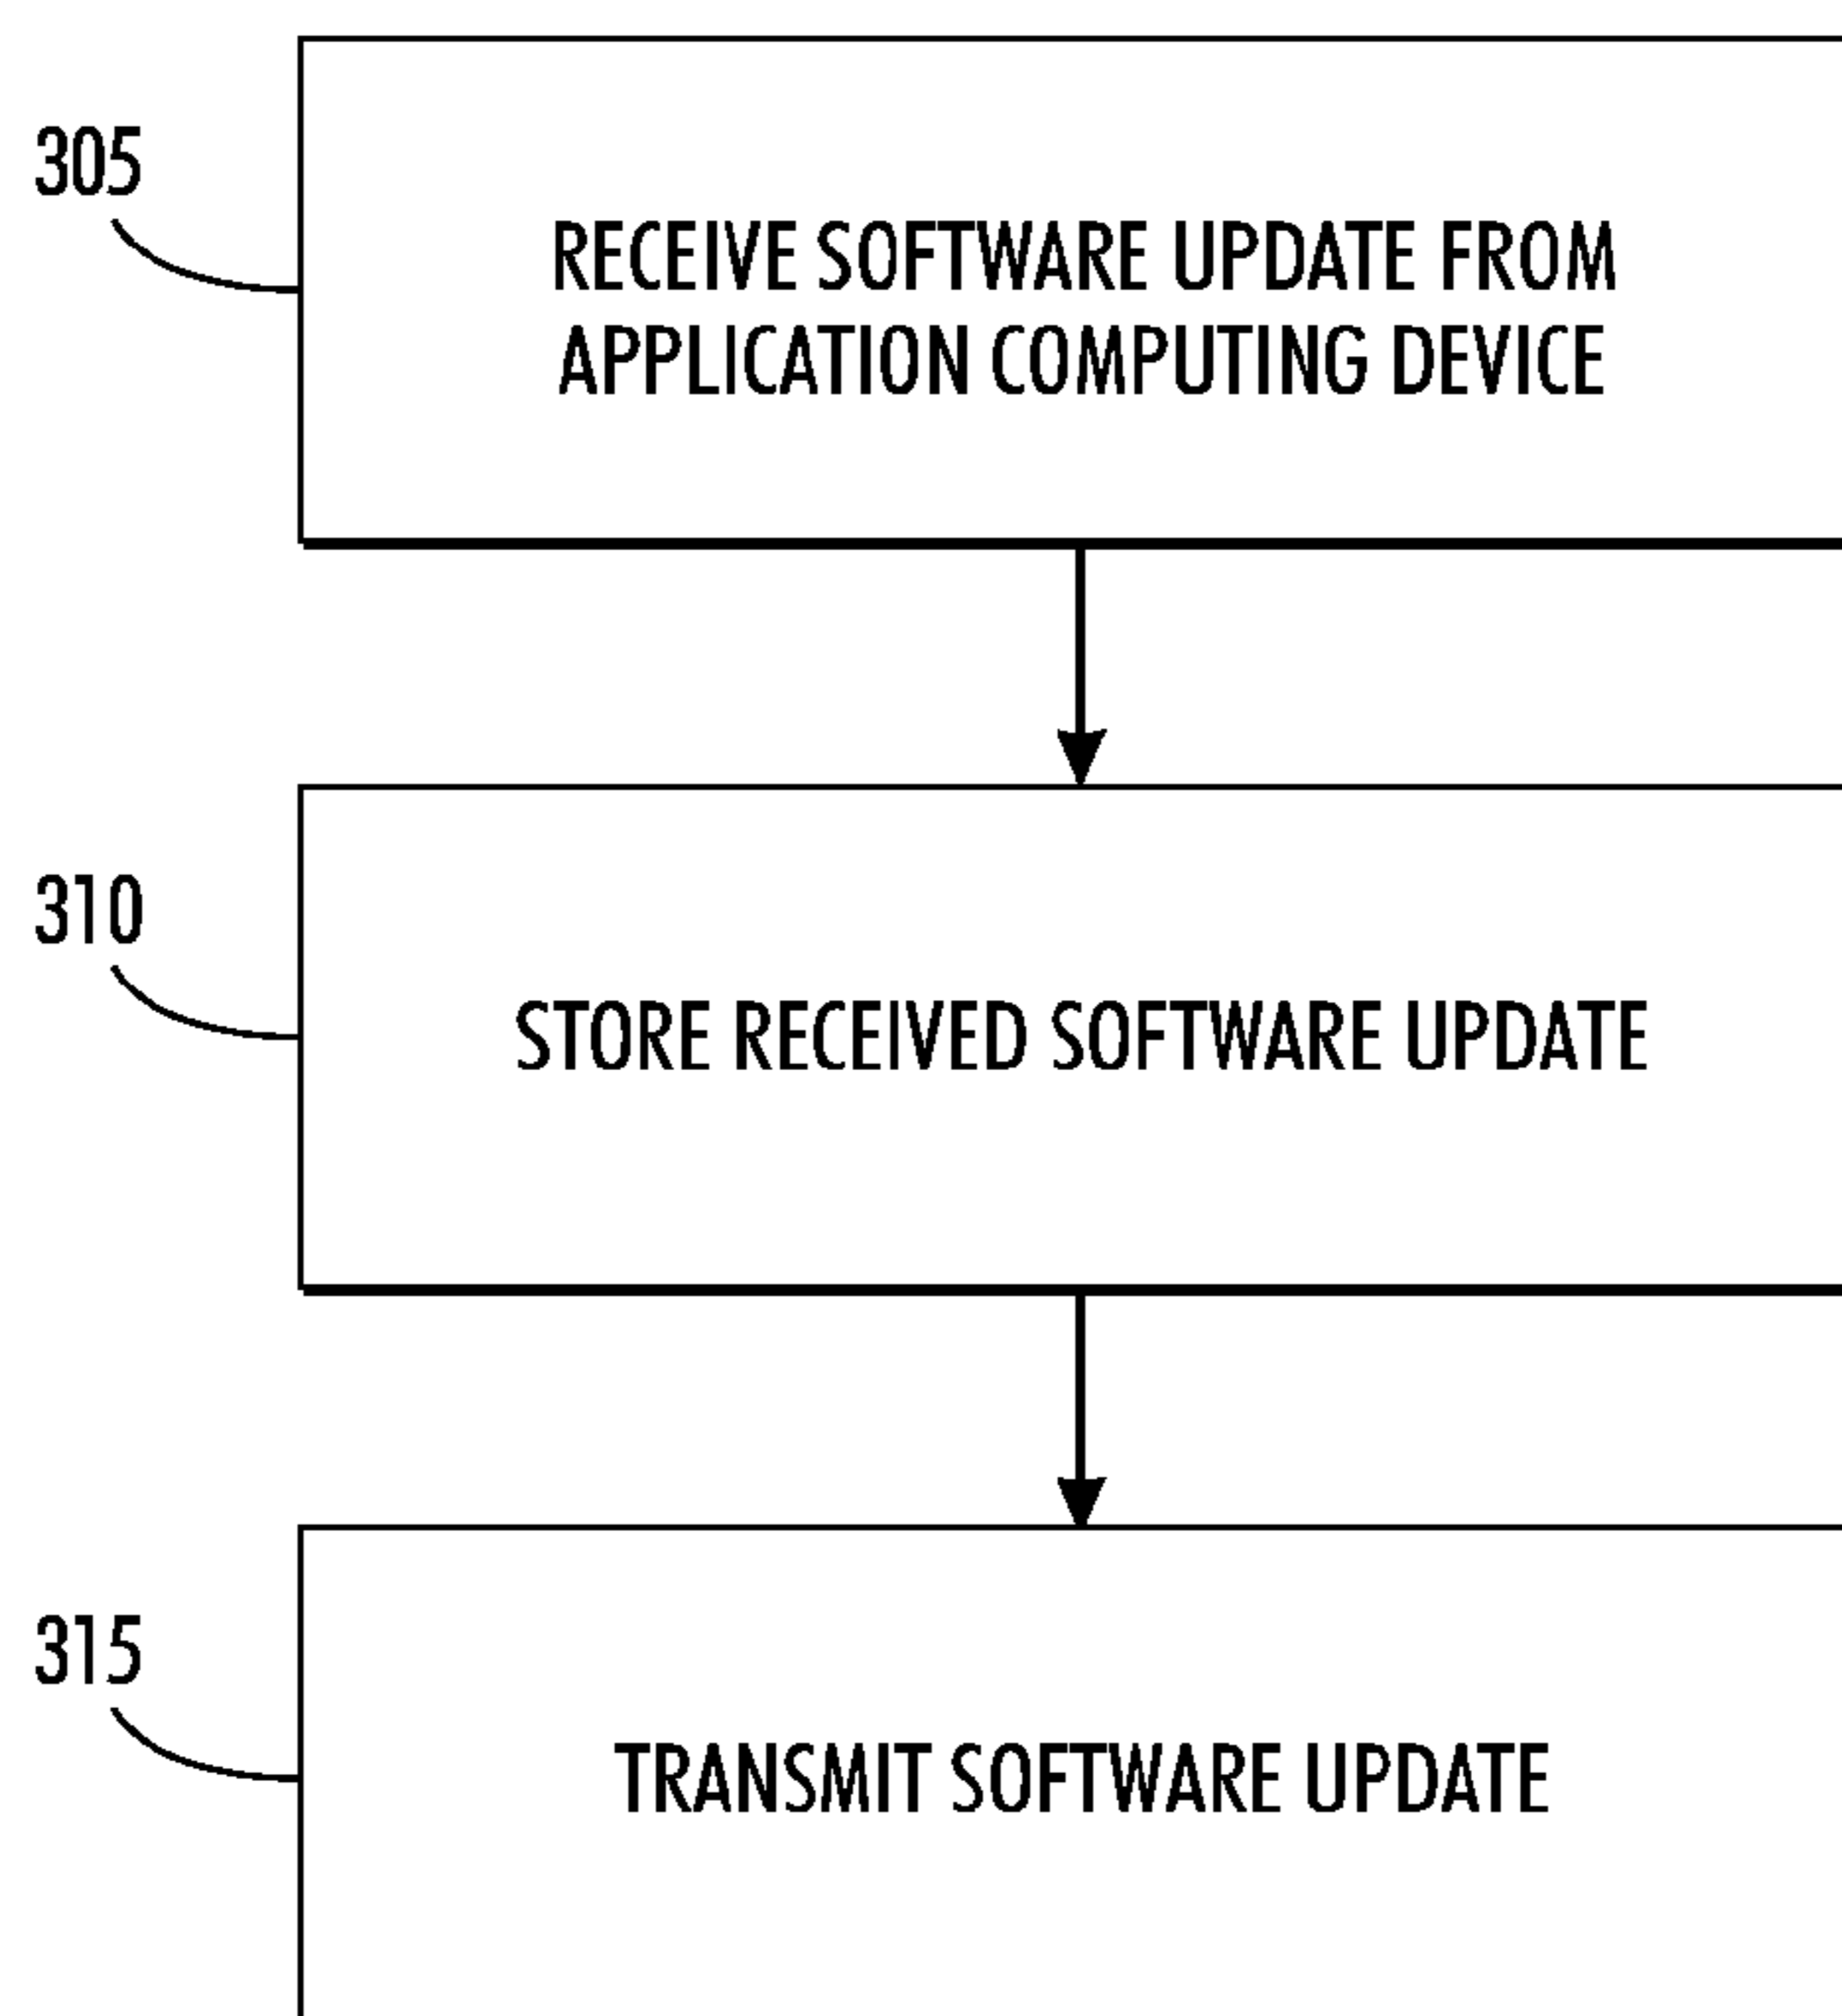 305
RECEIVE SOFTWARE UPDATE FROM
APPLICATION COMPUTING DEVICE
310
STORE RECEIVED SOFTWARE UPDATE
315
TRANSMIT SOFTWARE UPDATE